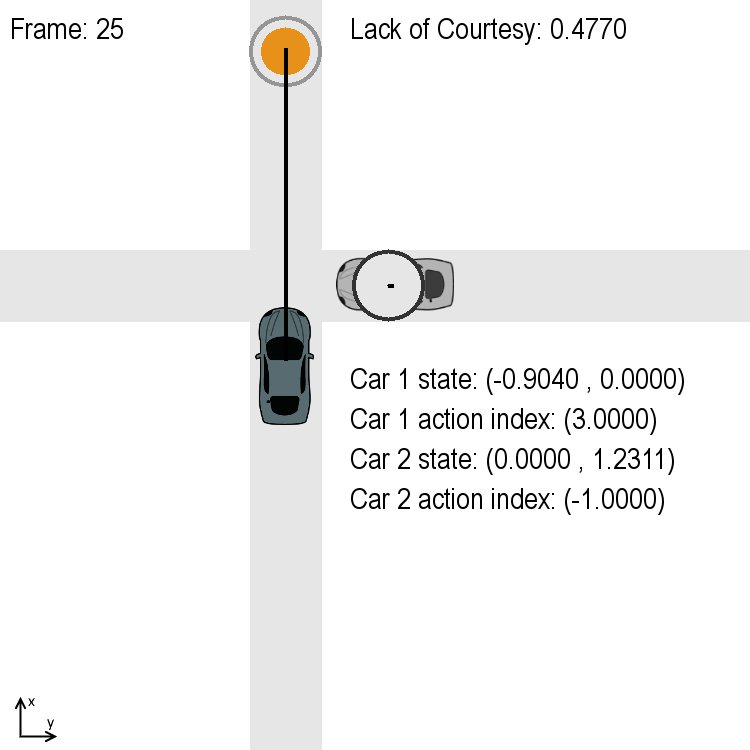 Frame: 25
Lack of Courtesy: 0.4770
Car 1 state: (-0.9040 , 0.0000)
Car 1 action index: (3.0000)
Car 2 state: (0.0000 , 1.2311)
Car 2 action index: (-1.0000)
x
y